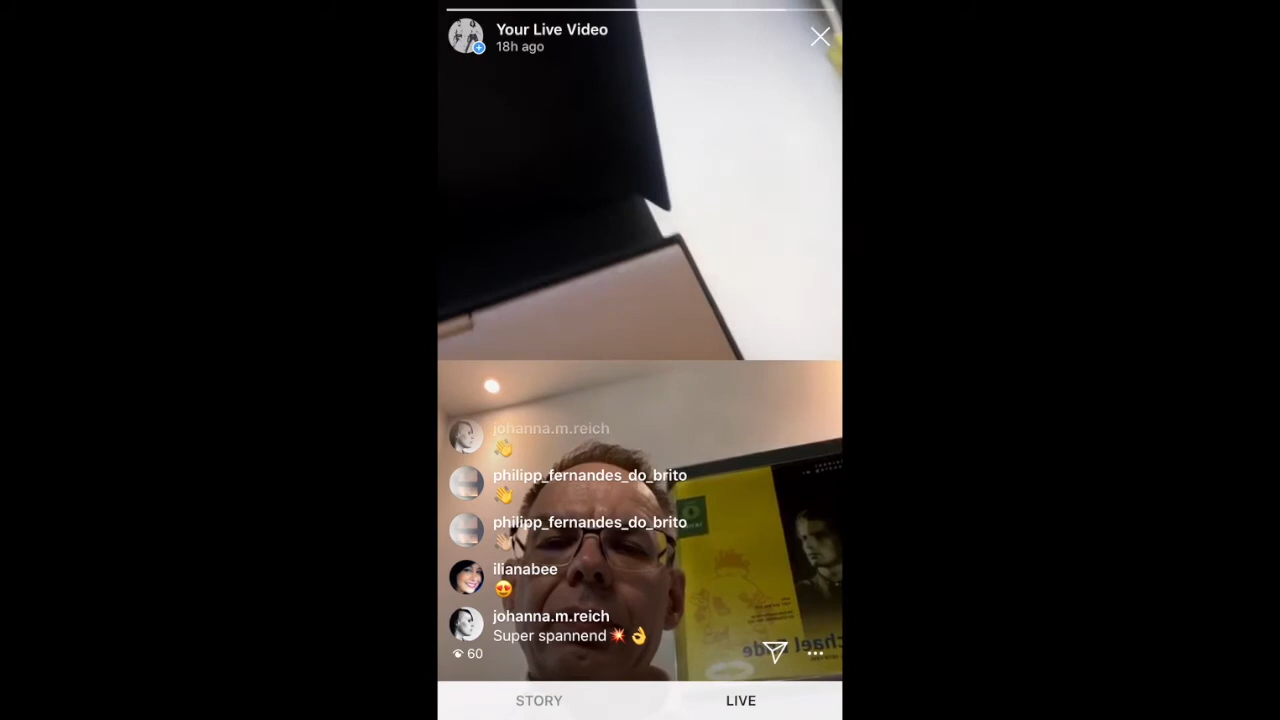 Your Live Video
18h ago
johanna.m.reich
👋
philipp_fernandes_do_brito
👋
philipp_fernandes_do_brito
👋🏼
ilianabee
😍
johanna.m.reich
Super spannend💥👌
60
STORY
LIVE